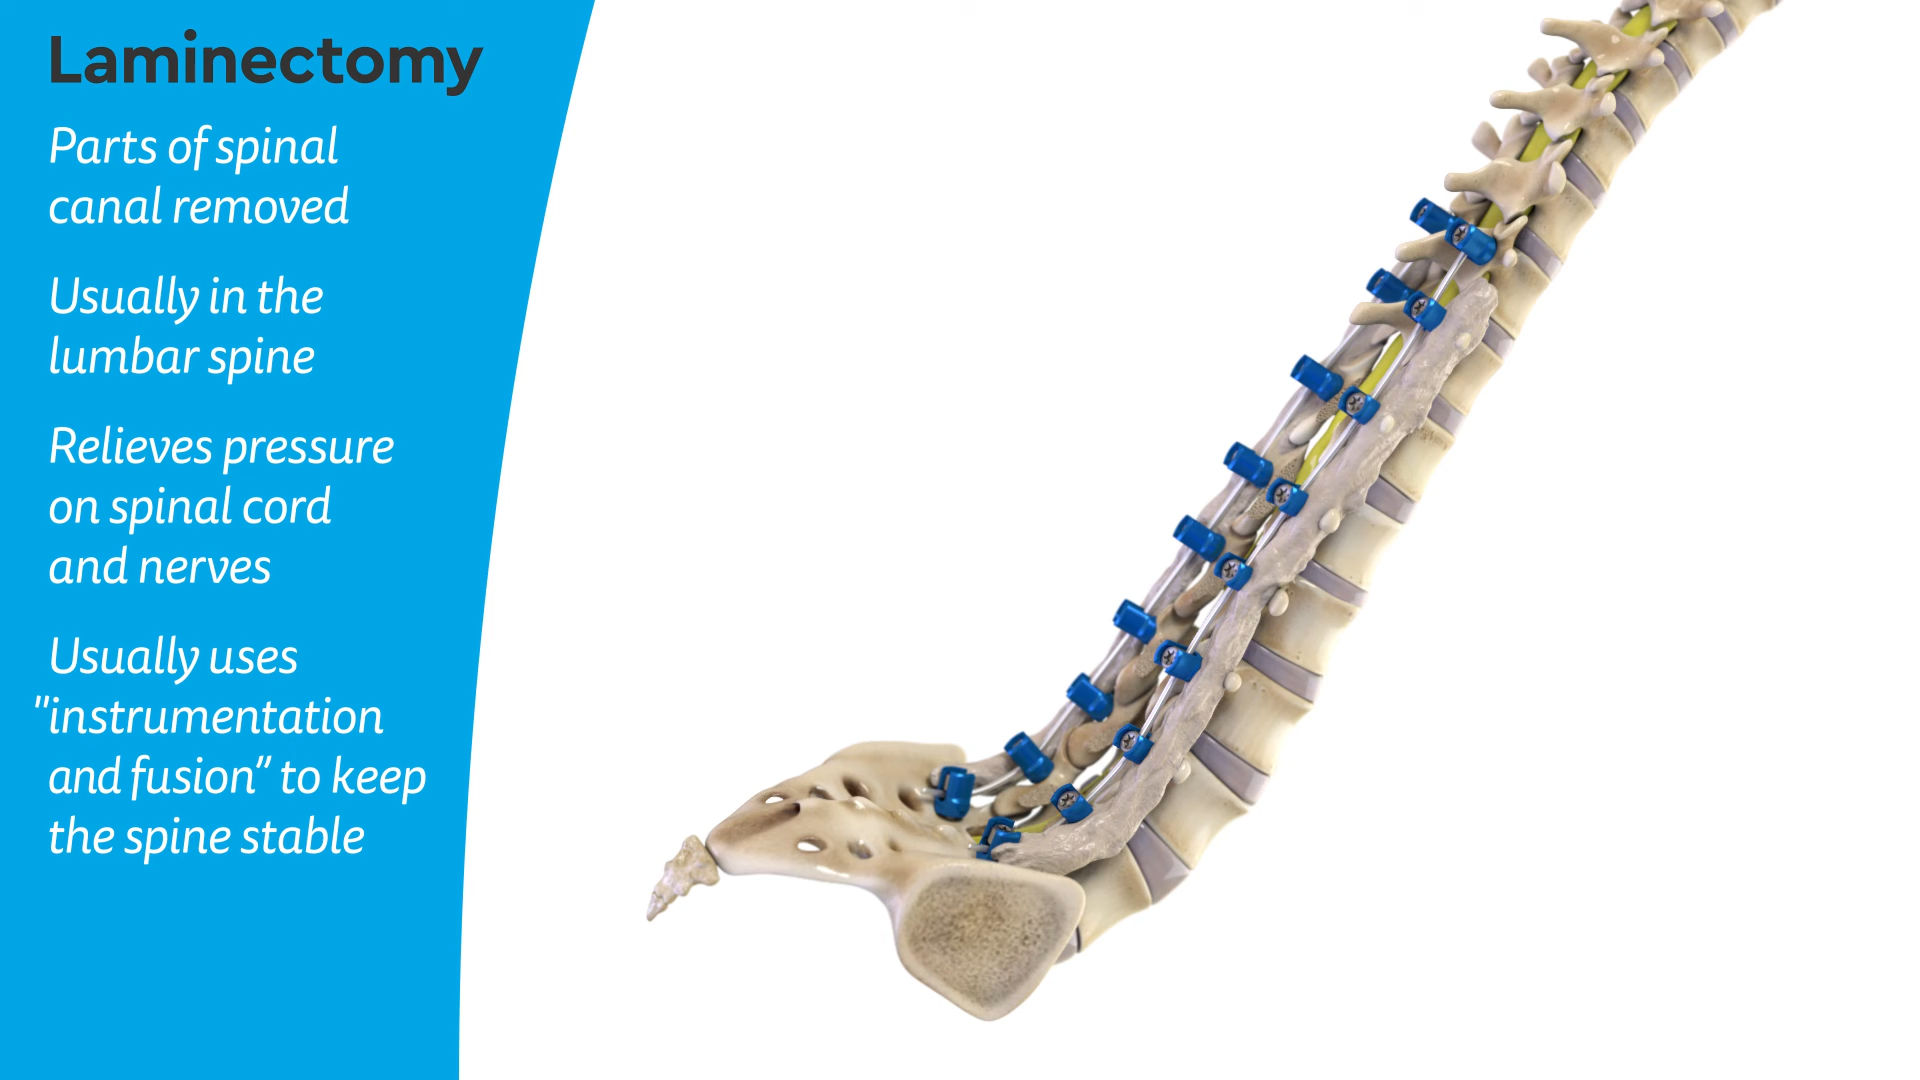 Laminectomy
Parts of spinal
canal removed
Usually in the
lumbar spine
Relieves pressure
on spinal cord
and nerves
Usually uses
"instrumentation
and fusion" to keep
the spine stable